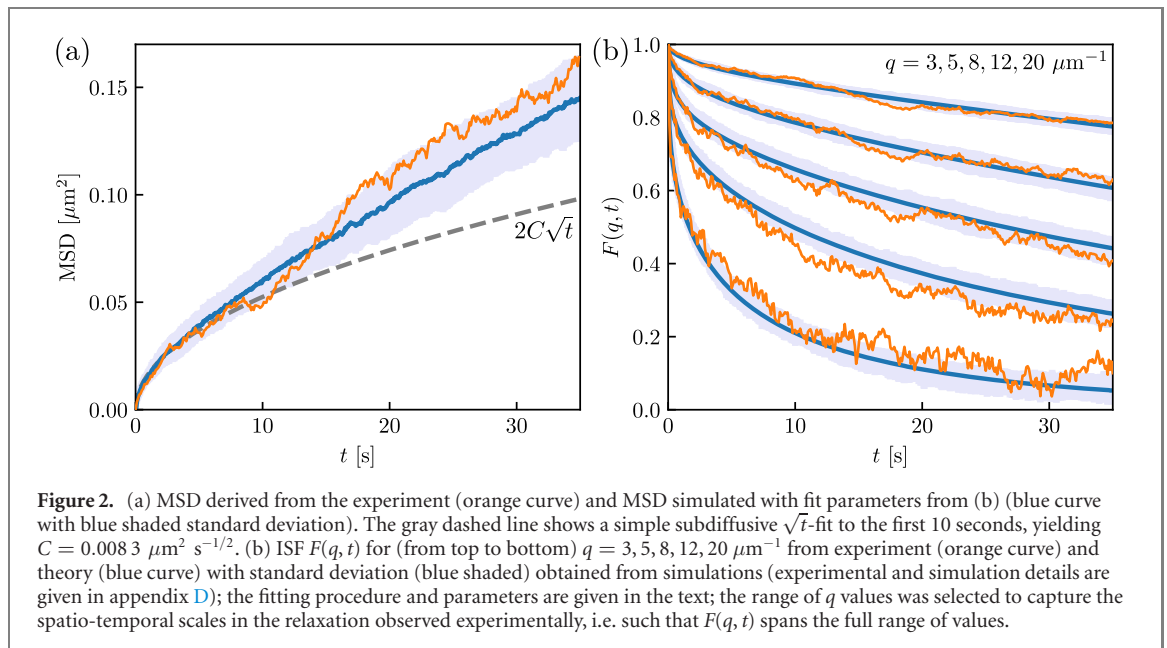 (a)
(b)
q = 3, 5, 8, 12, 20 μm⁻¹
2C√t
MSD [μm²]
0.15
0.10
0.05
0.00
0
10
20
30
t [s]
F(q, t)
1.0
0.8
0.6
0.4
0.2
0.0
0
10
20
30
t [s]
Figure 2. (a) MSD derived from the experiment (orange curve) and MSD simulated with fit parameters from (b) (blue curve
with blue shaded standard deviation). The gray dashed line shows a simple subdiffusive √t-fit to the first 10 seconds, yielding
C = 0.008 3 μm² s⁻¹/². (b) ISF F(q, t) for (from top to bottom) q = 3, 5, 8, 12, 20 μm⁻¹ from experiment (orange curve) and
theory (blue curve) with standard deviation (blue shaded) obtained from simulations (experimental and simulation details are
given in appendix D); the fitting procedure and parameters are given in the text; the range of q values was selected to capture the
spatio-temporal scales in the relaxation observed experimentally, i.e. such that F(q, t) spans the full range of values.